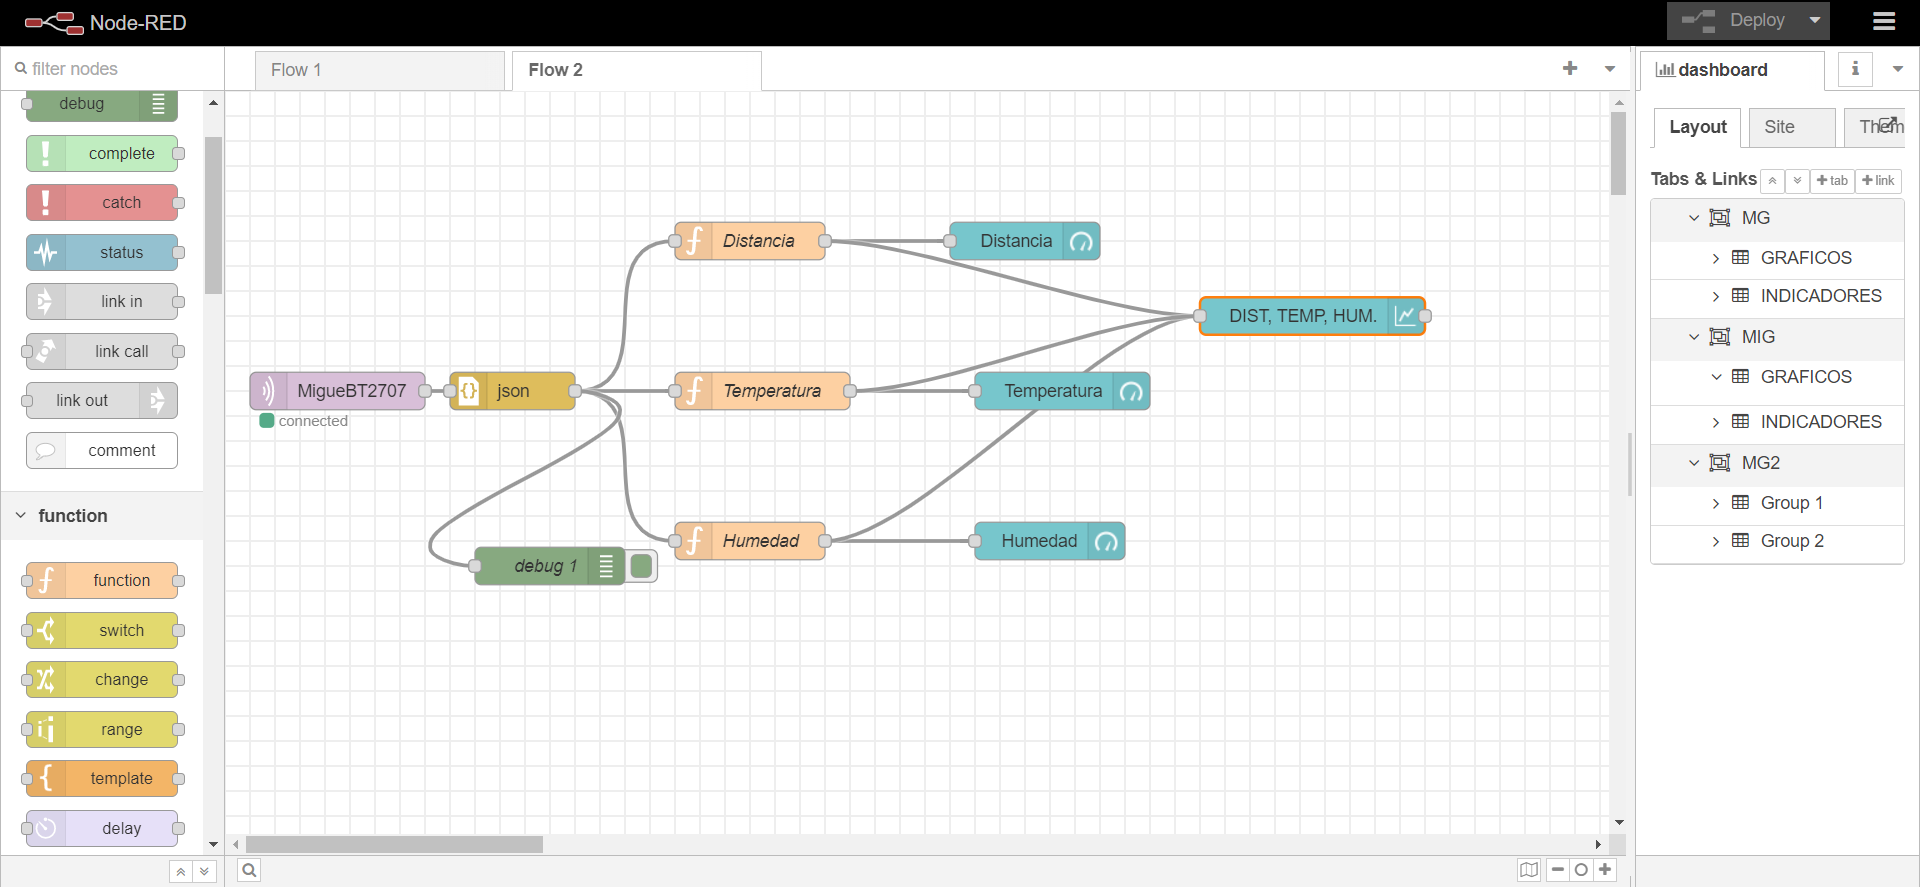 Node-RED
Deploy
filter nodes
Flow 1
Flow 2
dashboard
i
debug
complete
catch
status
link in
link call
link out
comment
function
function
switch
change
range
template
delay
MigueBT2707
connected
json
Distancia
Temperatura
Humedad
debug 1
Distancia
Temperatura
Humedad
DIST, TEMP, HUM.
Layout
Site
Them
Tabs & Links
tab
link
MG
GRAFICOS
INDICADORES
MIG
GRAFICOS
INDICADORES
MG2
Group 1
Group 2